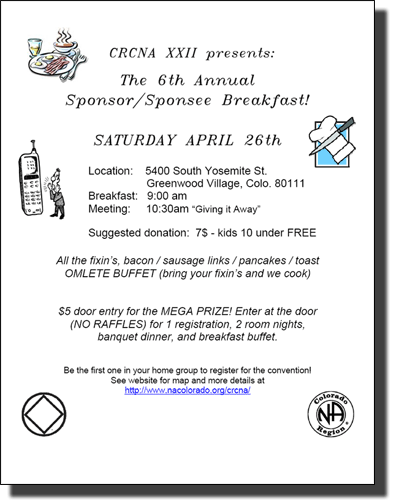 CRCNA XXII presents:
The 6th Annual
Sponsor/Sponsee Breakfast!
SATURDAY APRIL 26th
Location: 5400 South Yosemite St.
Greenwood Village, Colo. 80111
Breakfast: 9:00 am
Meeting: 10:30am “Giving it Away”
Suggested donation: 7$ - kids 10 under FREE
All the fixin’s, bacon / sausage links / pancakes / toast
OMLETE BUFFET (bring your fixin’s and we cook)
$5 door entry for the MEGA PRIZE! Enter at the door
(NO RAFFLES) for 1 registration, 2 room nights,
banquet dinner, and breakfast buffet.
Be the first one in your home group to register for the convention!
See website for map and more details at
http://www.nacolorado.org/crcna/
Colorado
NA
Region